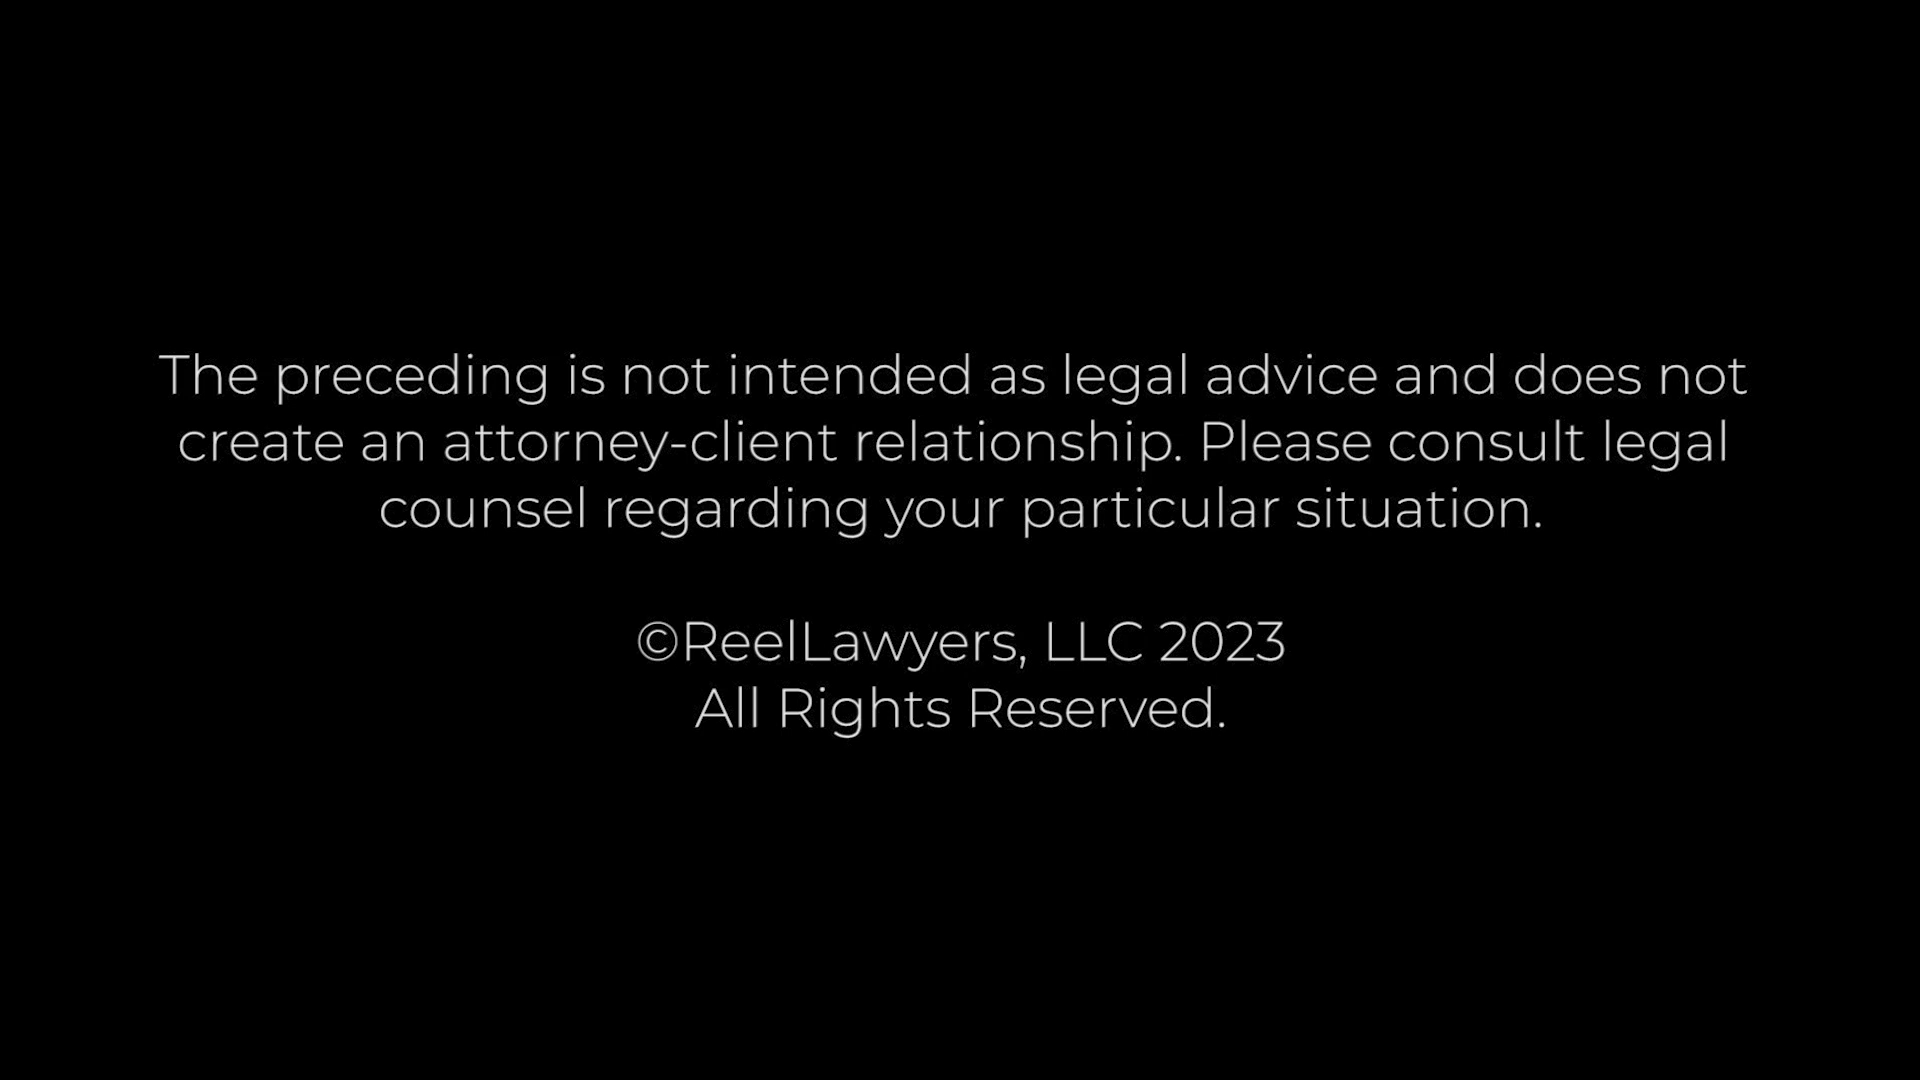 The preceding is not intended as legal advice and does not
create an attorney-client relationship. Please consult legal
counsel regarding your particular situation.
©ReelLawyers, LLC 2023
All Rights Reserved.